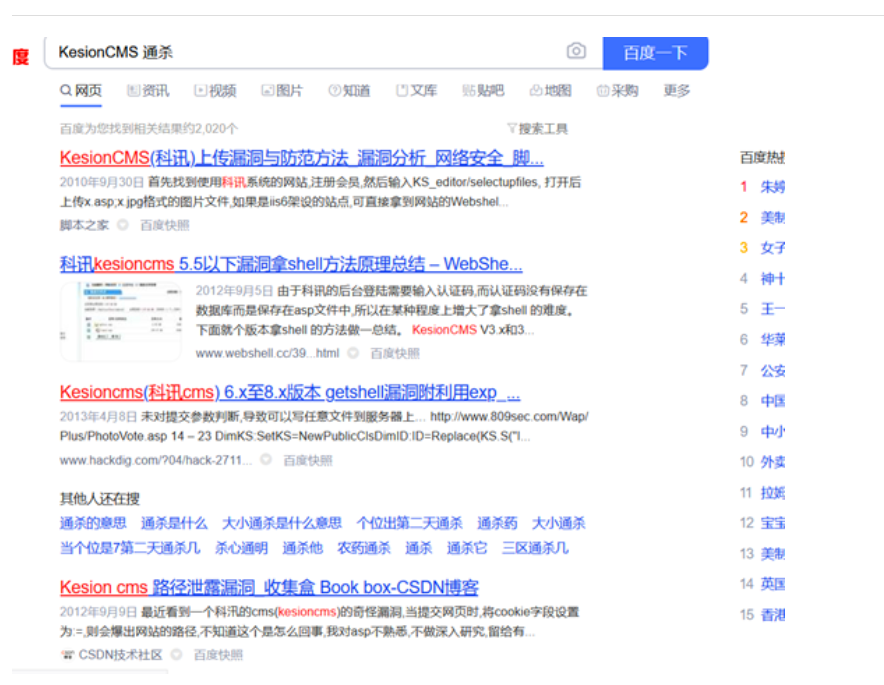 度
KesionCMS 通杀
百度一下
网页 资讯 视频 图片 知道 文库 贴吧 地图 采购 更多
百度为您找到相关结果约2,020个
搜索工具
KesionCMS(科讯)上传漏洞与防范方法_漏洞分析_网络安全_脚...
2010年9月30日 首先找到使用科讯系统的网站,注册会员,然后输入KS_editor/selectupfiles, 打开后
上传x.asp;x.jpg格式的图片文件,如果是iis6架设的站点,可直接拿到网站的Webshel...
脚本之家 百度快照
科讯kesioncms 5.5以下漏洞拿shell方法原理总结 – WebShe...
2012年9月5日 由于科讯的后台登陆需要输入认证码,而认证码没有保存在
数据库而是保存在asp文件中,所以在某种程度上增大了拿shell 的难度。
下面就个版本拿shell 的方法做一总结。 KesionCMS V3.x和3...
www.webshell.cc/39...html 百度快照
Kesioncms(科讯cms) 6.x至8.x版本 getshell漏洞附利用exp_...
2013年4月8日 未对提交参数判断,导致可以写任意文件到服务器上... http://www.809sec.com/Wap/
Plus/PhotoVote.asp 14 – 23 DimKS:SetKS=NewPublicClsDimID:ID=Replace(KS.S("I...
www.hackdig.com/?04/hack-2711... 百度快照
其他人还在搜
通杀的意思 通杀是什么 大小通杀是什么意思 个位出第二天通杀 通杀药 大小通杀
当个位是7第二天通杀几 杀心通明 通杀他 农药通杀 通杀 通杀它 三区通杀几
Kesion cms 路径泄露漏洞_收集盒 Book box-CSDN博客
2012年9月9日 最近看到一个科汛的cms(kesioncms)的奇怪漏洞,当提交网页时,将cookie字段设置
为:=,则会爆出网站的路径,不知道这个是怎么回事,我对asp不熟悉,不做深入研究,留给有...
CSDN技术社区 百度快照
百度热
1 朱婷
2 美制
3 女子
4 神十
5 王一
6 华莱
7 公安
8 中国
9 中小
10 外卖
11 拉姆
12 宝宝
13 美制
14 英国
15 香港